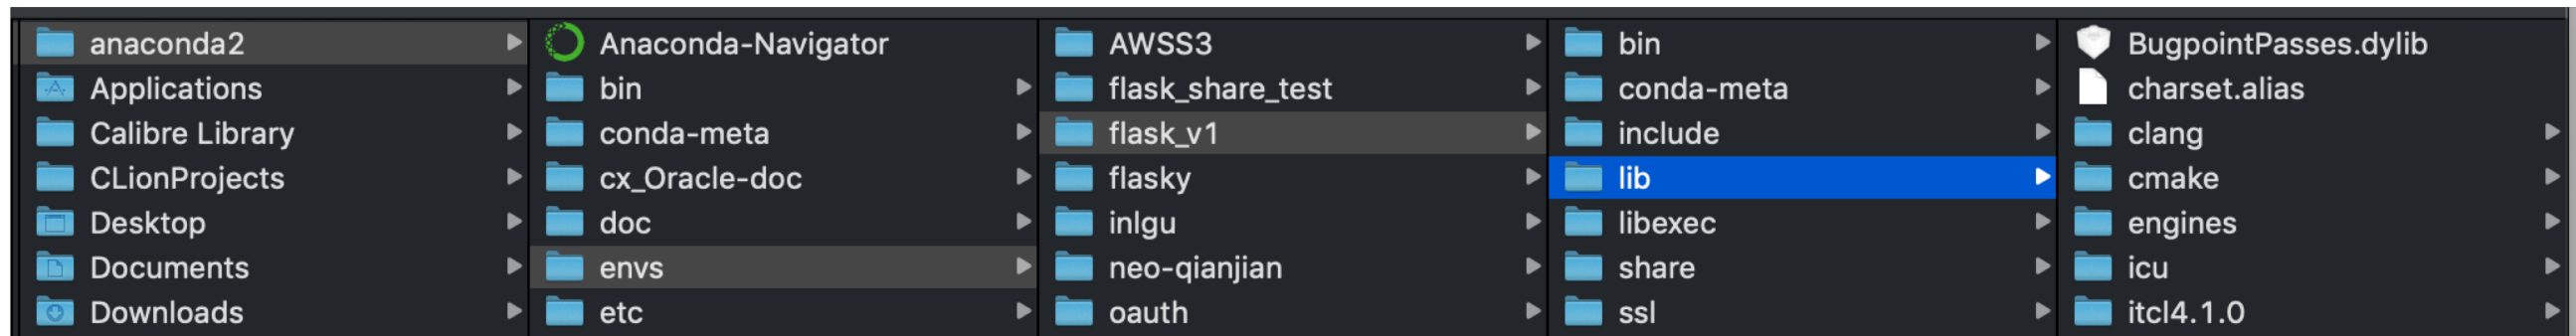 anaconda2
Applications
Calibre Library
CLionProjects
Desktop
Documents
Downloads
Anaconda-Navigator
bin
conda-meta
cx_Oracle-doc
doc
envs
etc
AWSS3
flask_share_test
flask_v1
flasky
inlgu
neo-qianjian
oauth
bin
conda-meta
include
lib
libexec
share
ssl
BugpointPasses.dylib
charset.alias
clang
cmake
engines
icu
itcl4.1.0